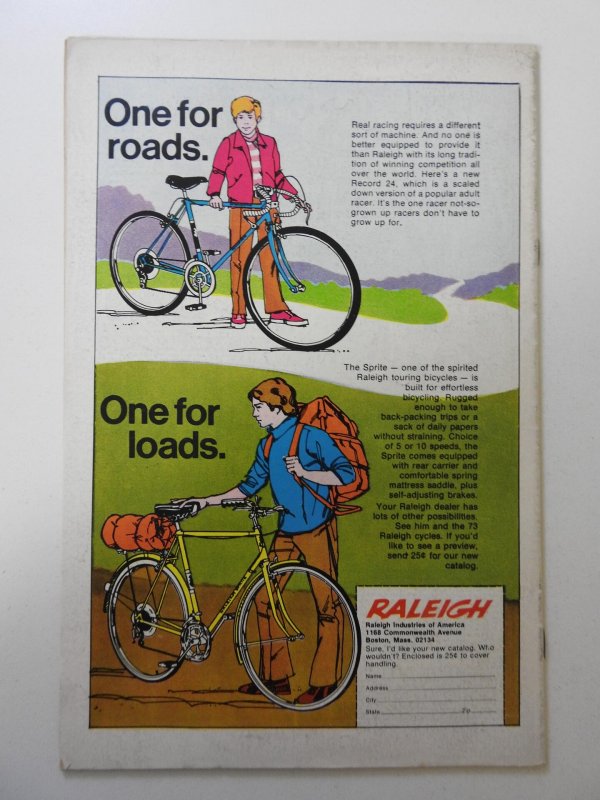 One for
roads.
Real racing requires a different
sort of machine. And no one is
better equipped to provide it
than Raleigh with its long tradi-
tion of winning competition all
over the world. Here's a new
Record 24, which is a scaled
down version of a popular adult
racer. It's the one racer not-so-
grown up racers don't have to
grow up for.
The Sprite — one of the spirited
Raleigh touring bicycles — is
built for effortless
bicycling. Rugged
enough to take
back-packing trips or a
sack of daily papers
without straining. Choice
of 5 or 10 speeds, the
Sprite comes equipped
with rear carrier and
comfortable spring
mattress saddle, plus
self-adjusting brakes.
Your Raleigh dealer has
lots of other possibilities.
See him and the 73
Raleigh cycles. If you'd
like to see a preview,
send 25¢ for our new
catalog.
One for
loads.
RALEIGH
Raleigh Industries of America
1168 Commonwealth Avenue
Boston, Mass. 02134
Sure, I'd like your new catalog. Who
wouldn't? Enclosed is 25¢ to cover
handling.
Name
Address
City
State Zip